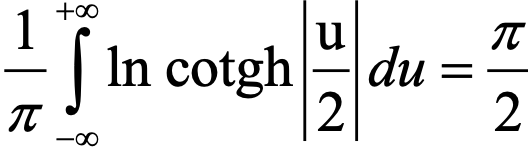 1/π ∫_{-∞}^{+∞} ln cotgh |u/2| du = π/2